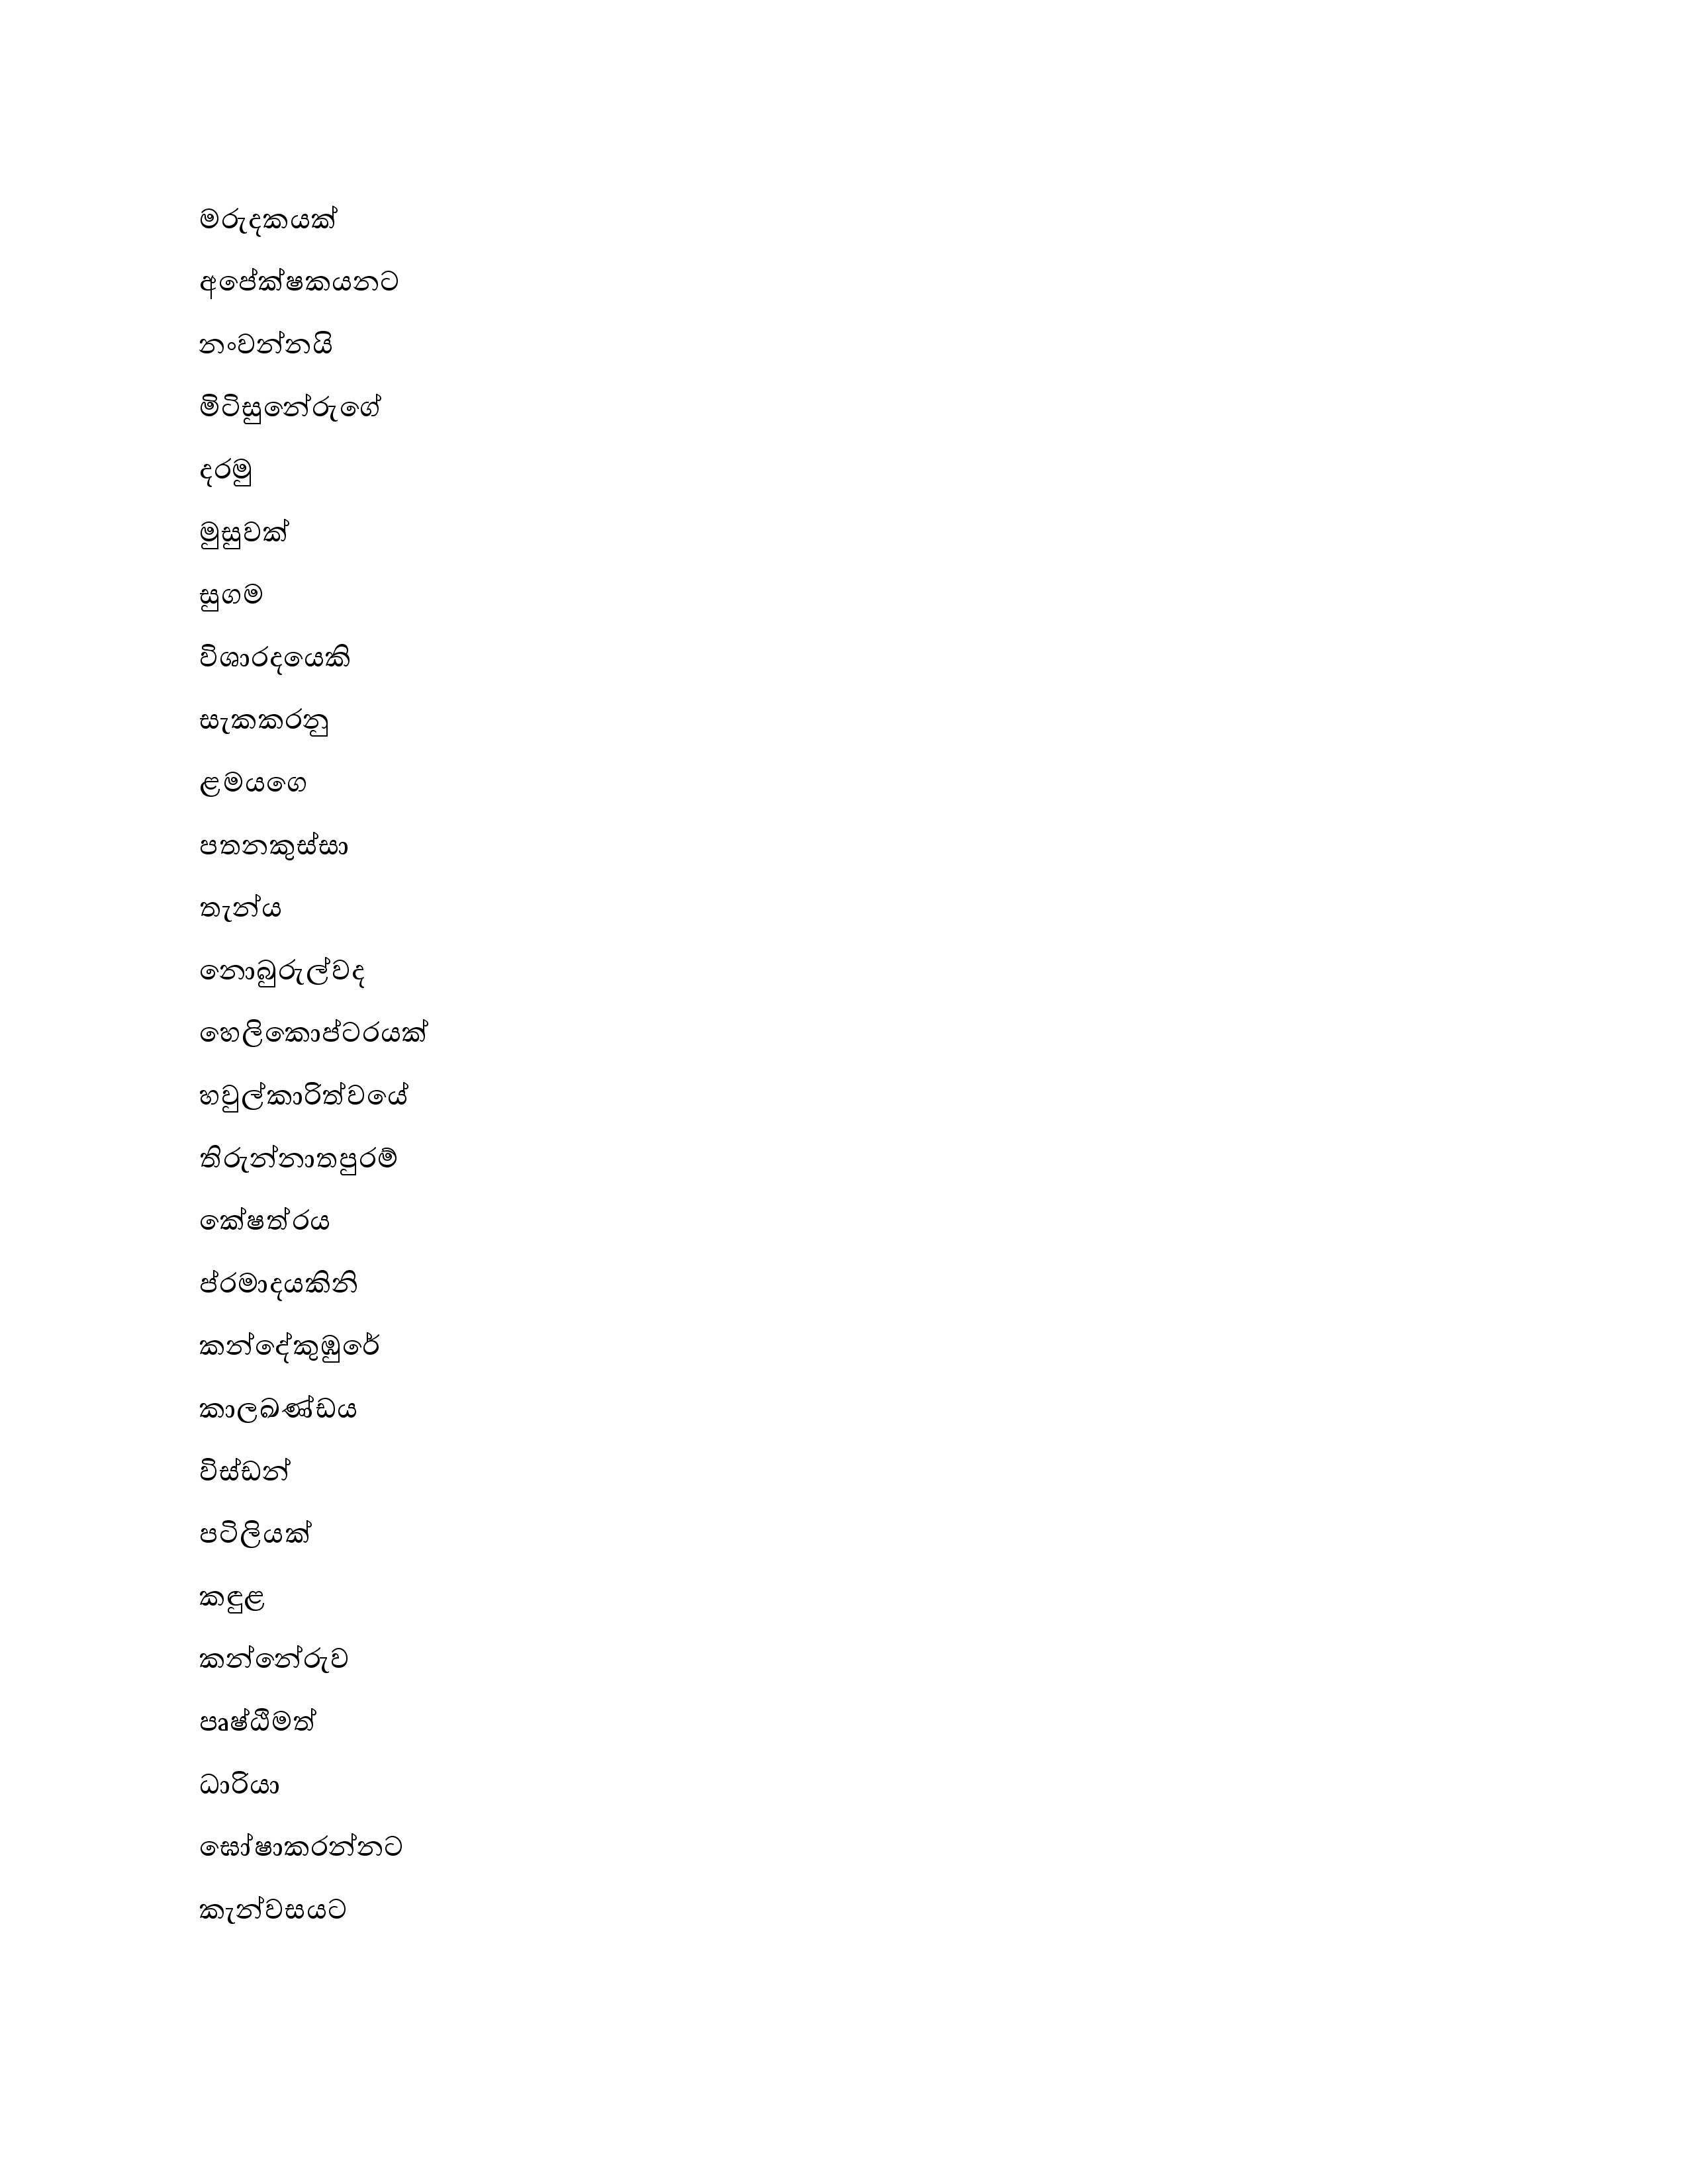 මරුදකයක්
අපේක්ෂකයනට
නංවන්නයි
මිටිසුනේරුගේ
දරමු
මුසුවක්
සුගම
විශාරදයෙකි
සැකකරනු
ළමයගෙ
පතනකුස්සා
තැන්ය
නොබුරුල්වද
හෙලිකොප්ටරයක්
හවුල්කාරිත්වයේ
තිරුන්නාතපුරම්
කේෂත්රය
ප්රමාදයකිනි
කන්දේකුඹුරේ
කාලඛණ්ඩය
විස්ඩන්
පටිලියක්
කඳුළ
කන්නේරුව
පෘෂ්ඨිමත්
ධාරියා
ඝෝෂාකරන්නට
කැන්වසයට